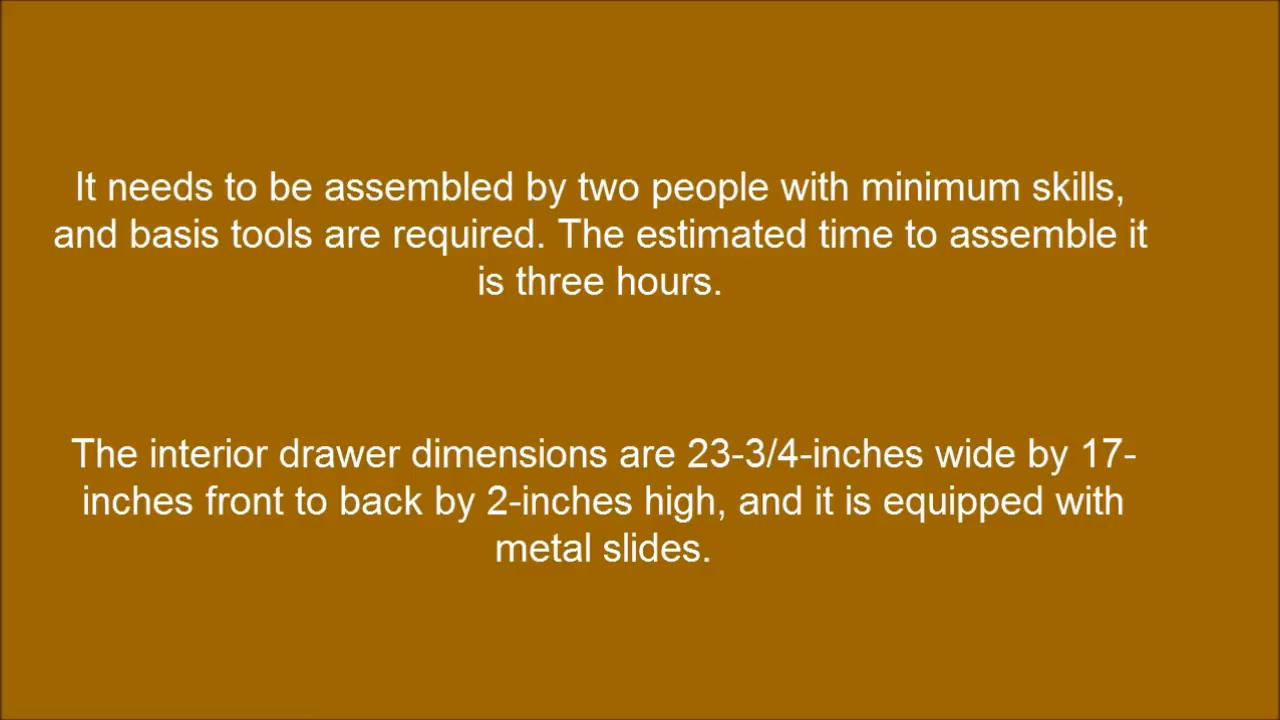 It needs to be assembled by two people with minimum skills,
and basis tools are required. The estimated time to assemble it
is three hours.
The interior drawer dimensions are 23-3/4-inches wide by 17-
inches front to back by 2-inches high, and it is equipped with
metal slides.